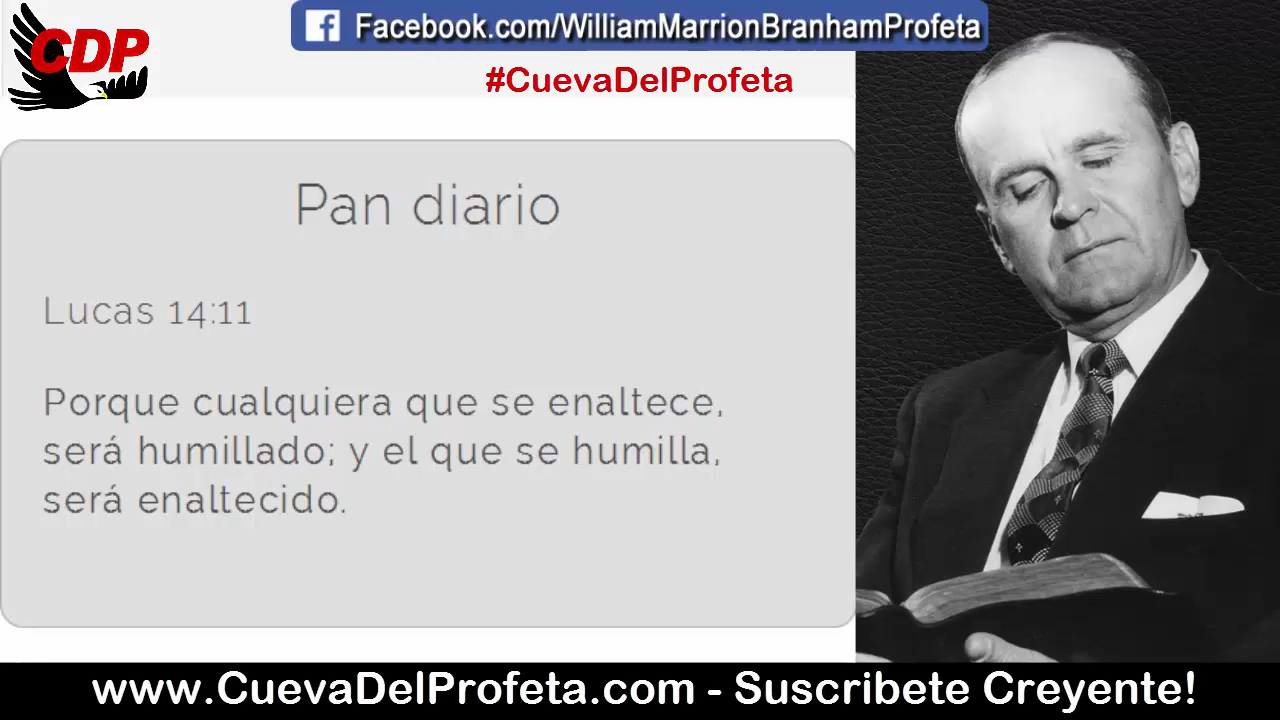 CDP
Facebook.com/WilliamMarrionBranhamProfeta
#CuevaDelProfeta
Pan diario
Lucas 14:11
Porque cualquiera que se enaltece,
será humillado; y el que se humilla,
será enaltecido.
www.CuevaDelProfeta.com - Suscribete Creyente!